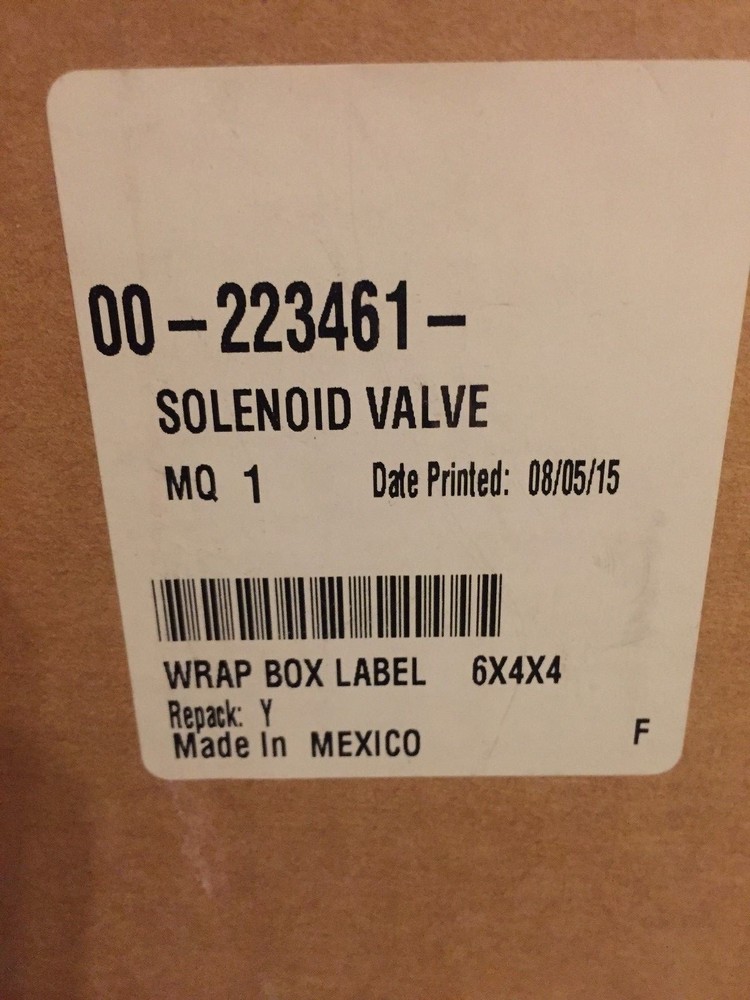 00-223461-
SOLENOID VALVE
MQ 1 Date Printed: 08/05/15
WRAP BOX LABEL 6X4X4
Repack: Y
Made In MEXICO F